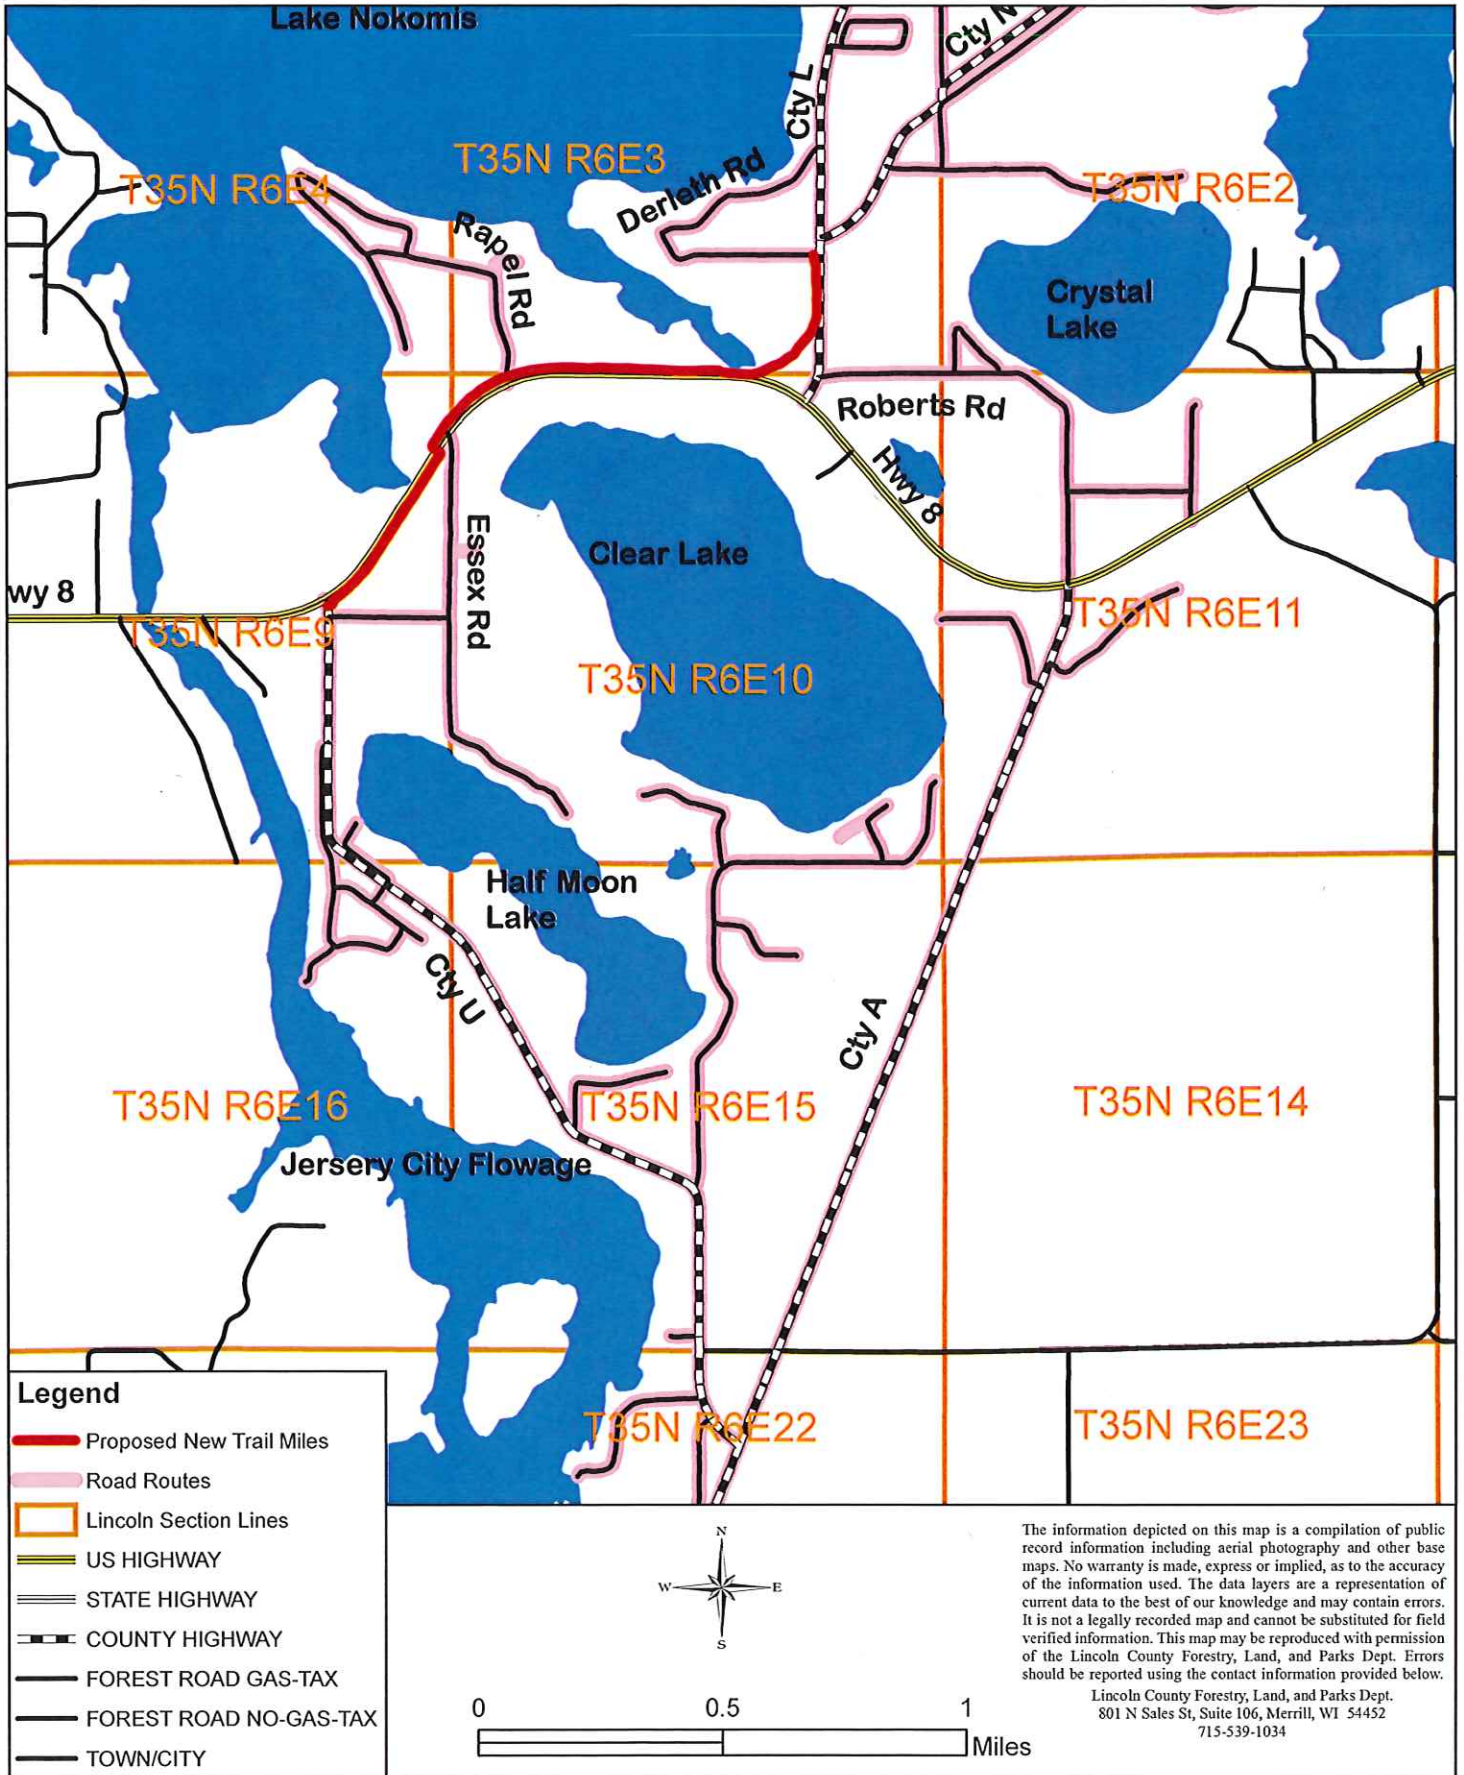 Lake Nokomis
Cty N
Cty L
T35N R6E3
Derleth Rd
T35N R6E4
T35N R6E2
Rapel Rd
Crystal
Lake
Roberts Rd
Hwy 8
Essex Rd
Clear Lake
wy 8
T35N R6E9
T35N R6E11
T35N R6E10
Half Moon
Lake
Cty U
Cty A
T35N R6E16
T35N R6E15
T35N R6E14
Jersery City Flowage
T35N R6E22
T35N R6E23
Legend
Proposed New Trail Miles
Road Routes
Lincoln Section Lines
US HIGHWAY
STATE HIGHWAY
COUNTY HIGHWAY
FOREST ROAD GAS-TAX
FOREST ROAD NO-GAS-TAX
TOWN/CITY
N
W E
S
0 0.5 1
Miles
The information depicted on this map is a compilation of public
record information including aerial photography and other base
maps. No warranty is made, express or implied, as to the accuracy
of the information used. The data layers are a representation of
current data to the best of our knowledge and may contain errors.
It is not a legally recorded map and cannot be substituted for field
verified information. This map may be reproduced with permission
of the Lincoln County Forestry, Land, and Parks Dept. Errors
should be reported using the contact information provided below.
Lincoln County Forestry, Land, and Parks Dept.
801 N Sales St, Suite 106, Merrill, WI 54452
715-539-1034